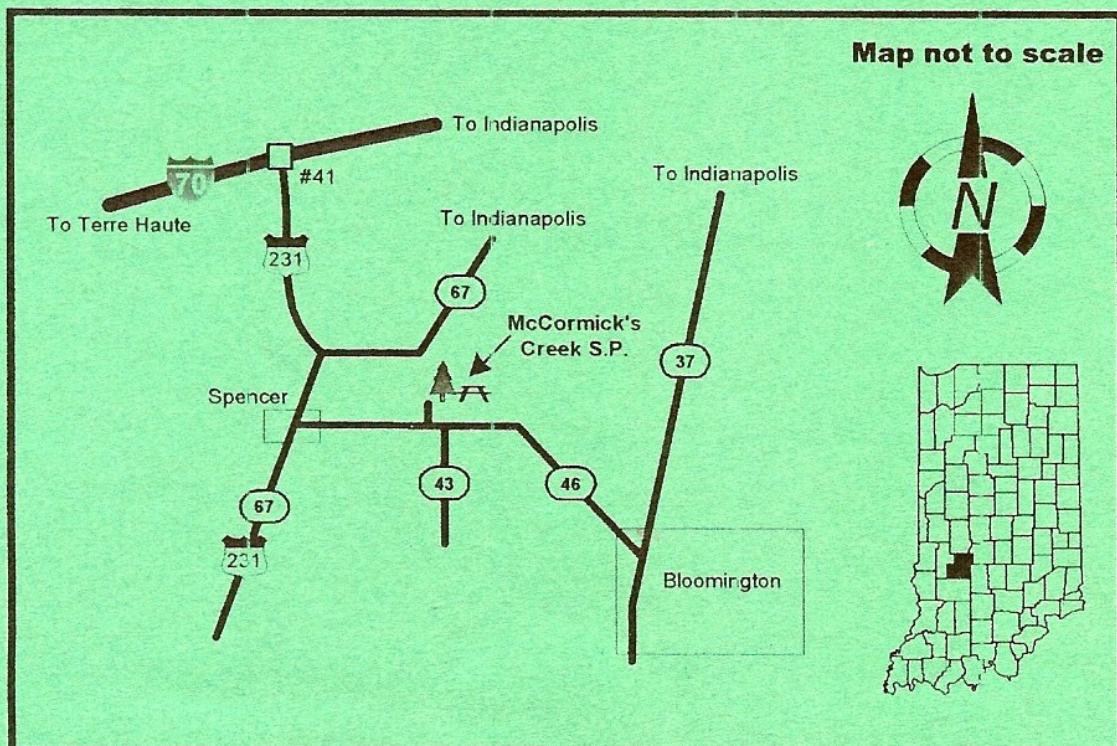 Map not to scale
To Indianapolis
70
#41
To Terre Haute
To Indianapolis
To Indianapolis
231
67
N
McCormick's
Creek S.P.
37
Spencer
43
46
67
231
Bloomington